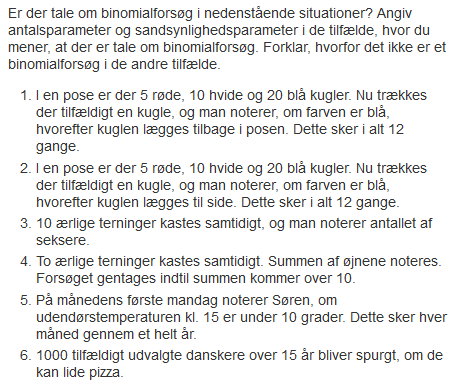 Er der tale om binomialforsøg i nedenstående situationer? Angiv
antalsparameter og sandsynlighedsparameter i de tilfælde, hvor du
mener, at der er tale om binomialforsøg. Forklar, hvorfor det ikke er et
binomialforsøg i de andre tilfælde.
1. I en pose er der 5 røde, 10 hvide og 20 blå kugler. Nu trækkes
der tilfældigt en kugle, og man noterer, om farven er blå,
hvorefter kuglen lægges tilbage i posen. Dette sker i alt 12
gange.
2. I en pose er der 5 røde, 10 hvide og 20 blå kugler. Nu trækkes
der tilfældigt en kugle, og man noterer, om farven er blå,
hvorefter kuglen lægges til side. Dette sker i alt 12 gange.
3. 10 ærlige terninger kastes samtidigt, og man noterer antallet af
seksere.
4. To ærlige terninger kastes samtidigt. Summen af øjnene noteres.
Forsøget gentages indtil summen kommer over 10.
5. På månedens første mandag noterer Søren, om
udendørstemperaturen kl. 15 er under 10 grader. Dette sker hver
måned gennem et helt år.
6. 1000 tilfældigt udvalgte danskere over 15 år bliver spurgt, om de
kan lide pizza.